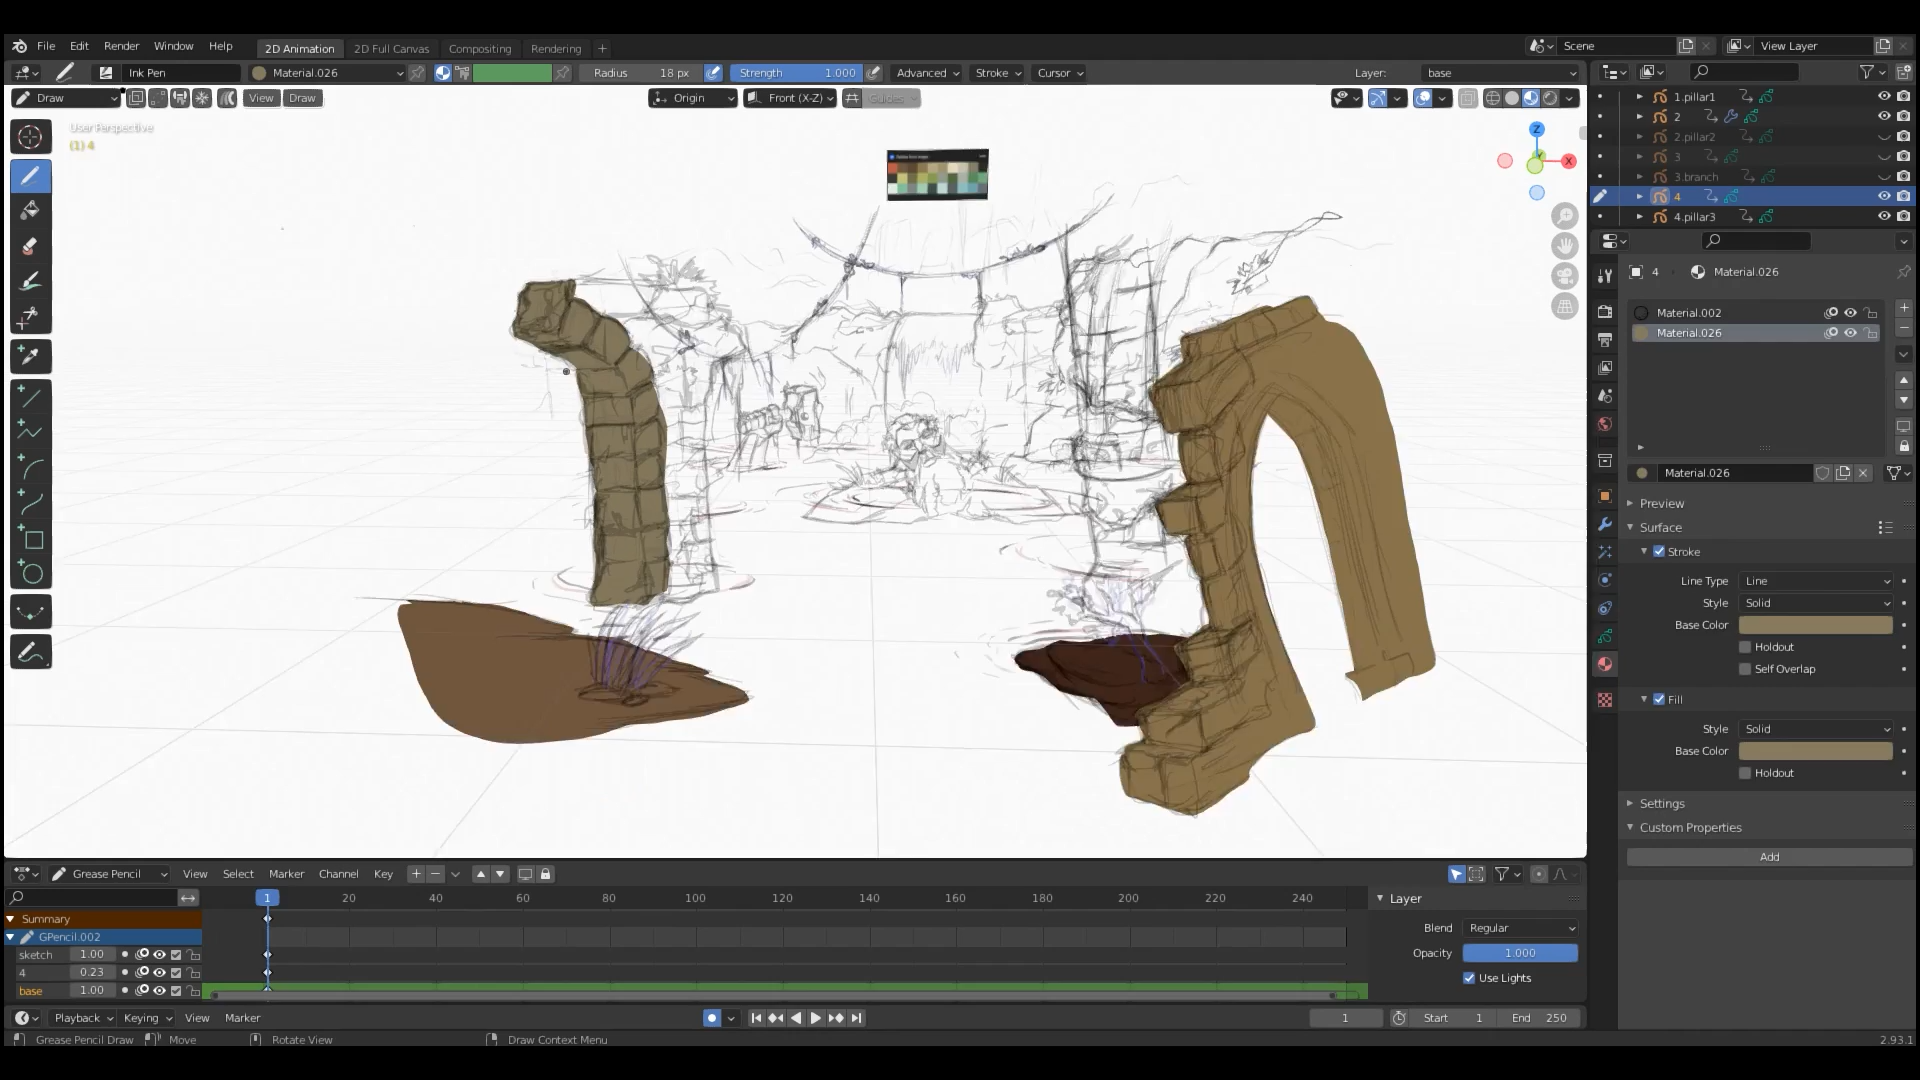 File Edit Render Window Help 2D Animation 2D Full Canvas Compositing Rendering + Scene View Layer
Ink Pen Material.026 Radius 18 px Strength 1.000 Advanced Stroke Cursor Layer: base
Draw View Draw Origin Front (X-Z) Guides
User Perspective
(1) 4
Z
X
1.pillar1
2
2.pillar2
3
3.branch
4
4.pillar3
4 Material.026
Material.002
Material.026
Material.026
Preview
Surface
Stroke
Line Type Line
Style Solid
Base Color
Holdout
Self Overlap
Fill
Style Solid
Base Color
Holdout
Settings
Custom Properties
Add
Grease Pencil View Select Marker Channel Key
1 20 40 60 80 100 120 140 160 180 200 220 240
Summary
GPencil.002
sketch 1.00
4 0.23
base 1.00
Layer
Blend Regular
Opacity 1.000
Use Lights
Playback Keying View Marker 1 Start 1 End 250
Grease Pencil Draw Move Rotate View Draw Context Menu 2.93.1